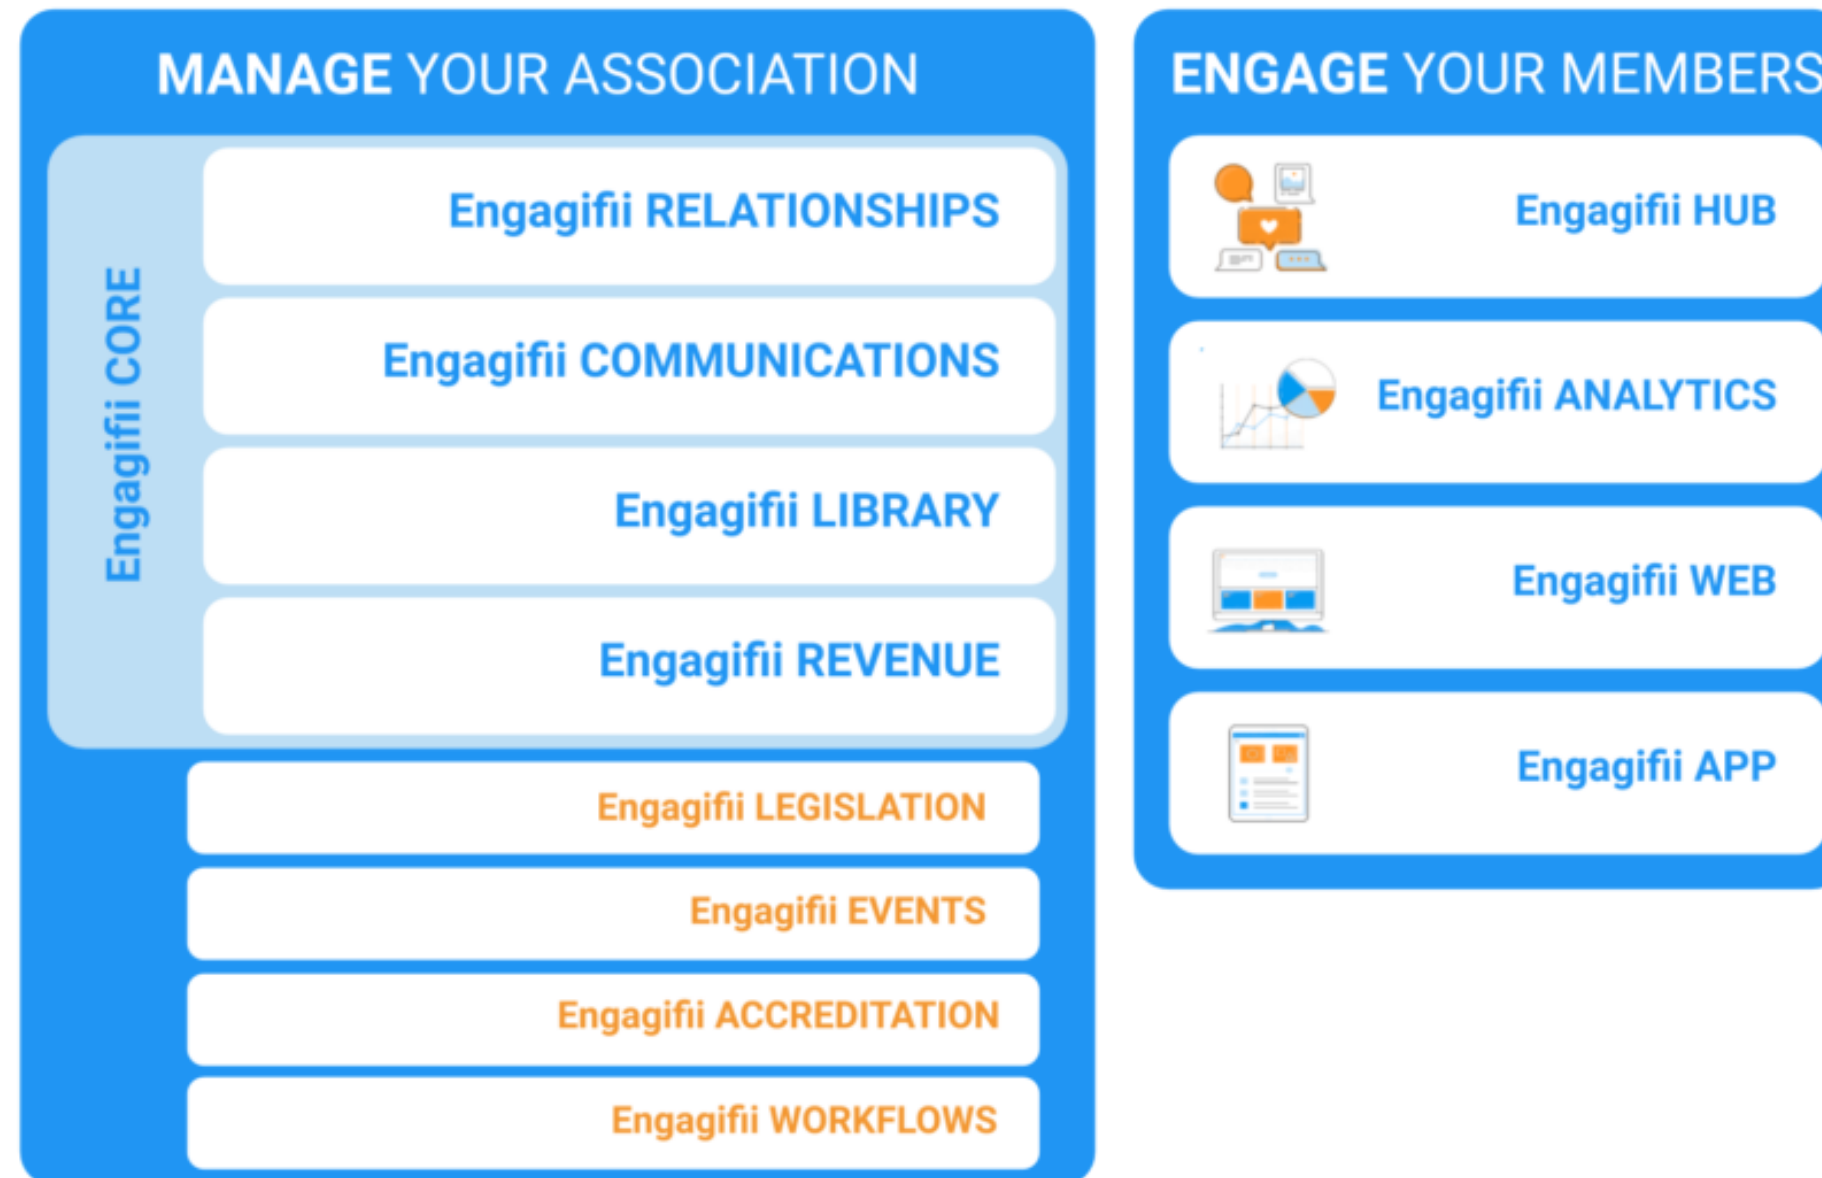 MANAGE YOUR ASSOCIATION
Engagifii CORE
Engagifii RELATIONSHIPS
Engagifii COMMUNICATIONS
Engagifii LIBRARY
Engagifii REVENUE
Engagifii LEGISLATION
Engagifii EVENTS
Engagifii ACCREDITATION
Engagifii WORKFLOWS
ENGAGE YOUR MEMBERS
Engagifii HUB
Engagifii ANALYTICS
Engagifii WEB
Engagifii APP